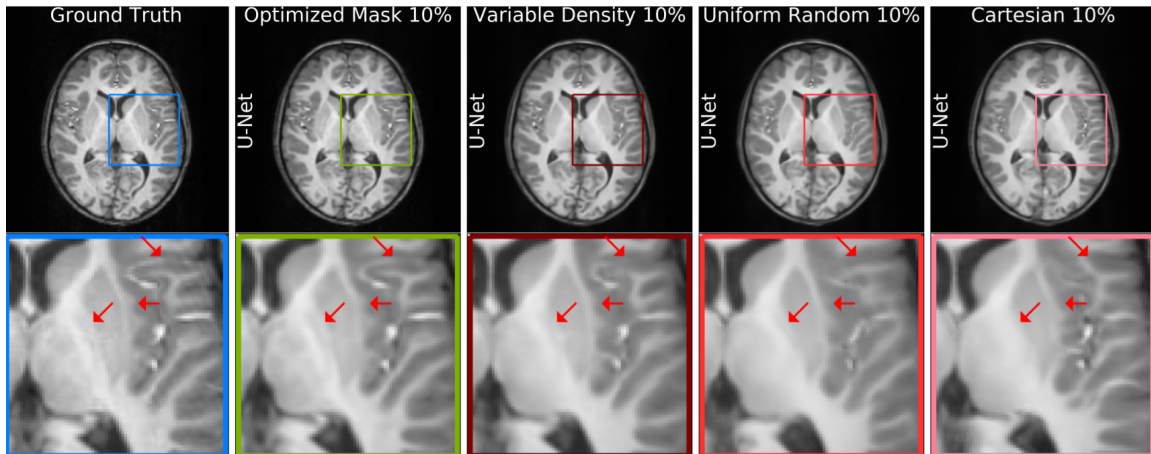 Ground Truth
Optimized Mask 10%
Variable Density 10%
Uniform Random 10%
Cartesian 10%
U-Net
U-Net
U-Net
U-Net